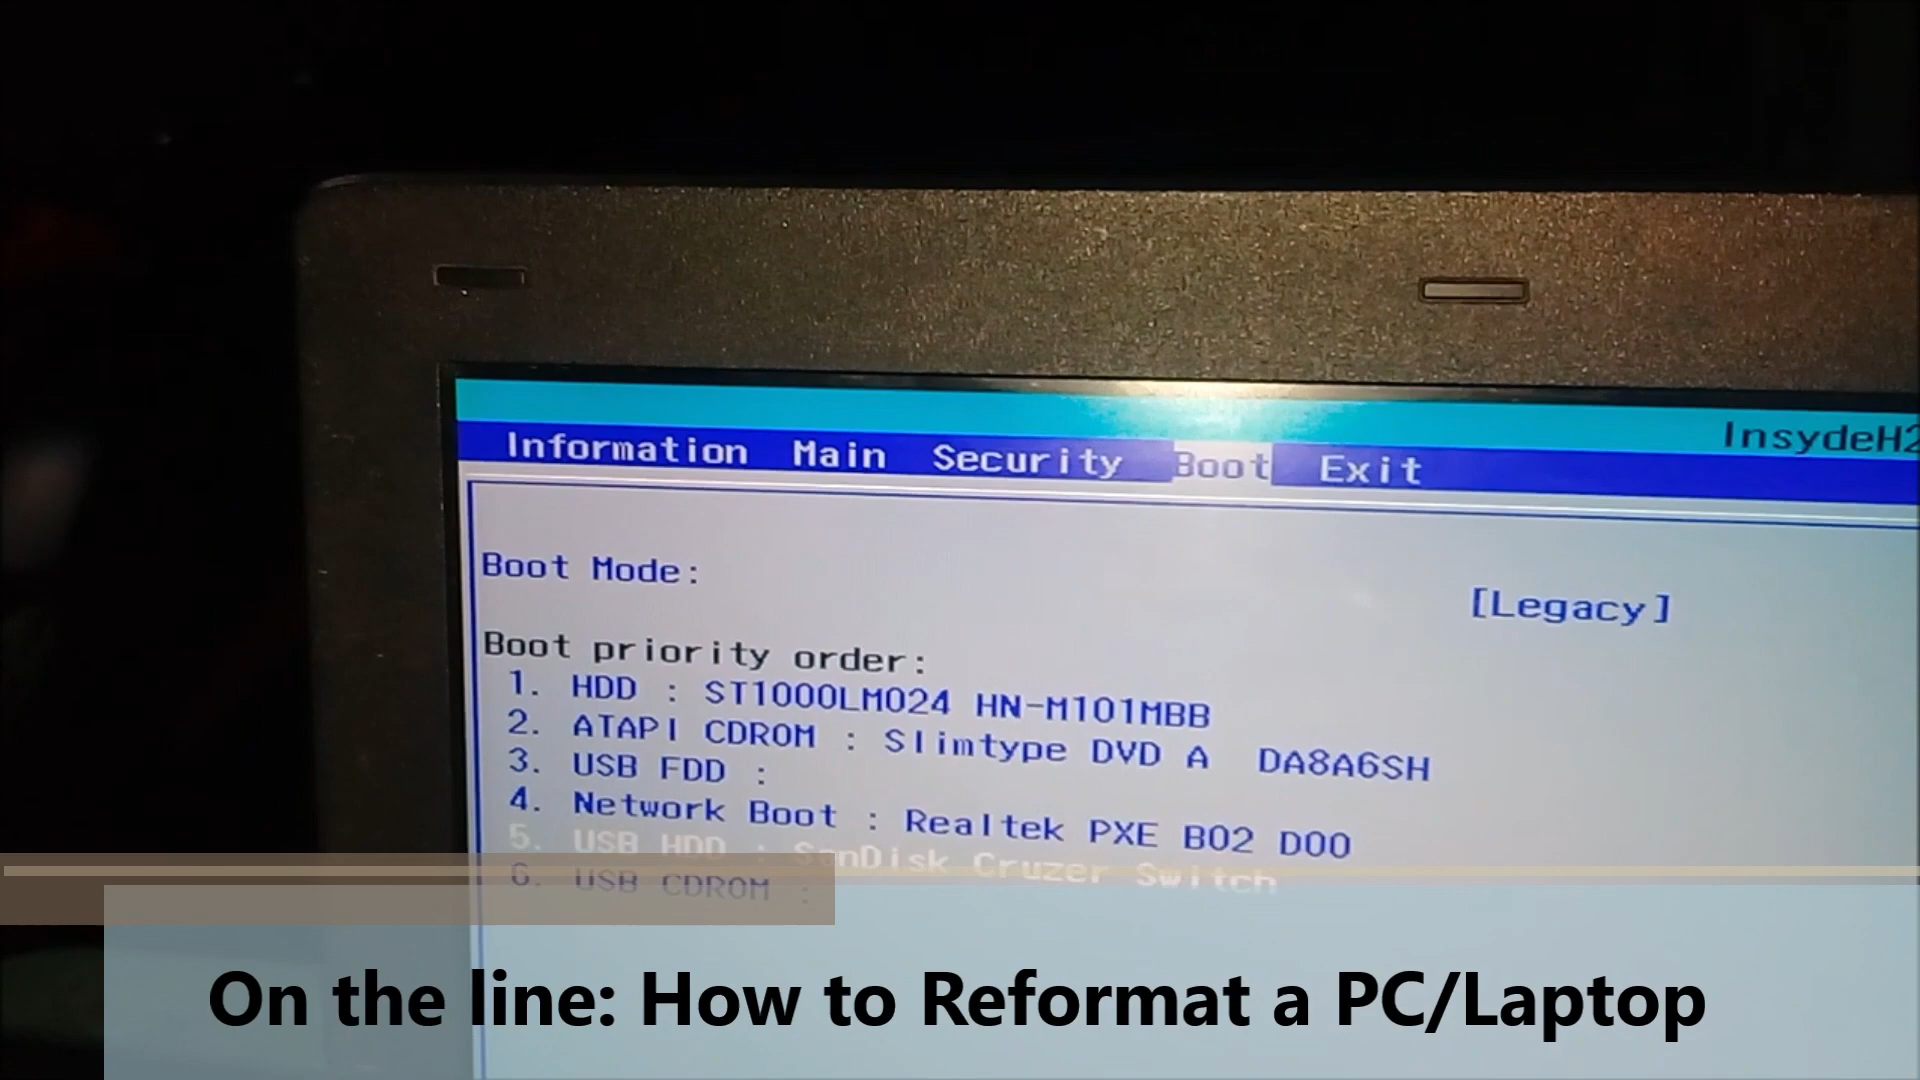 InsydeH2
Information Main Security Boot Exit
Boot Mode: [Legacy]
Boot priority order:
1. HDD : ST1000LM024 HN-M101MBB
2. ATAPI CDROM : Slimtype DVD A DA8A6SH
3. USB FDD :
4. Network Boot : Realtek PXE B02 D00
5. USB HDD : SanDisk Cruzer Switch
6. USB CDROM :
On the line: How to Reformat a PC/Laptop